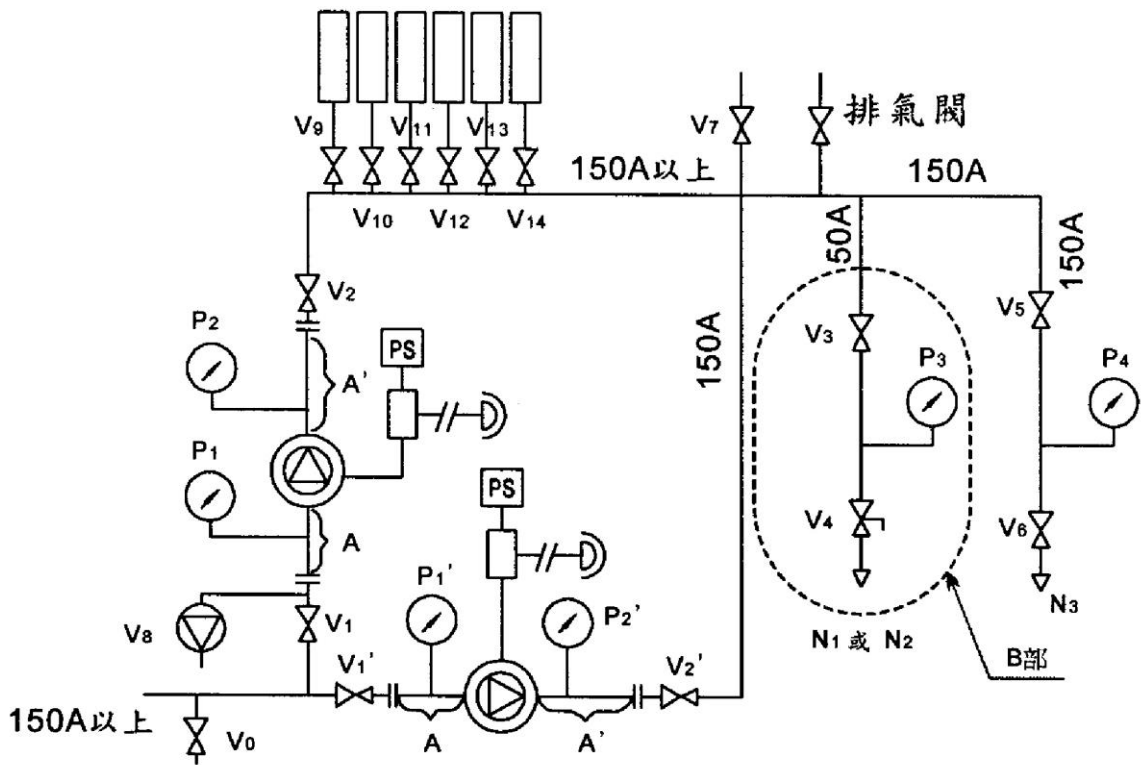 V9
V11
V13
V10
V12
V14
V7
排氣閥
150A以上
150A
50A
150A
150A
V2
P2
A'
PS
P1
A
V8
V1
V3
P3
V4
N1 或 N2
B部
V5
P4
V6
N3
PS
P1'
P2'
V1'
V2'
A
A'
150A以上
V0